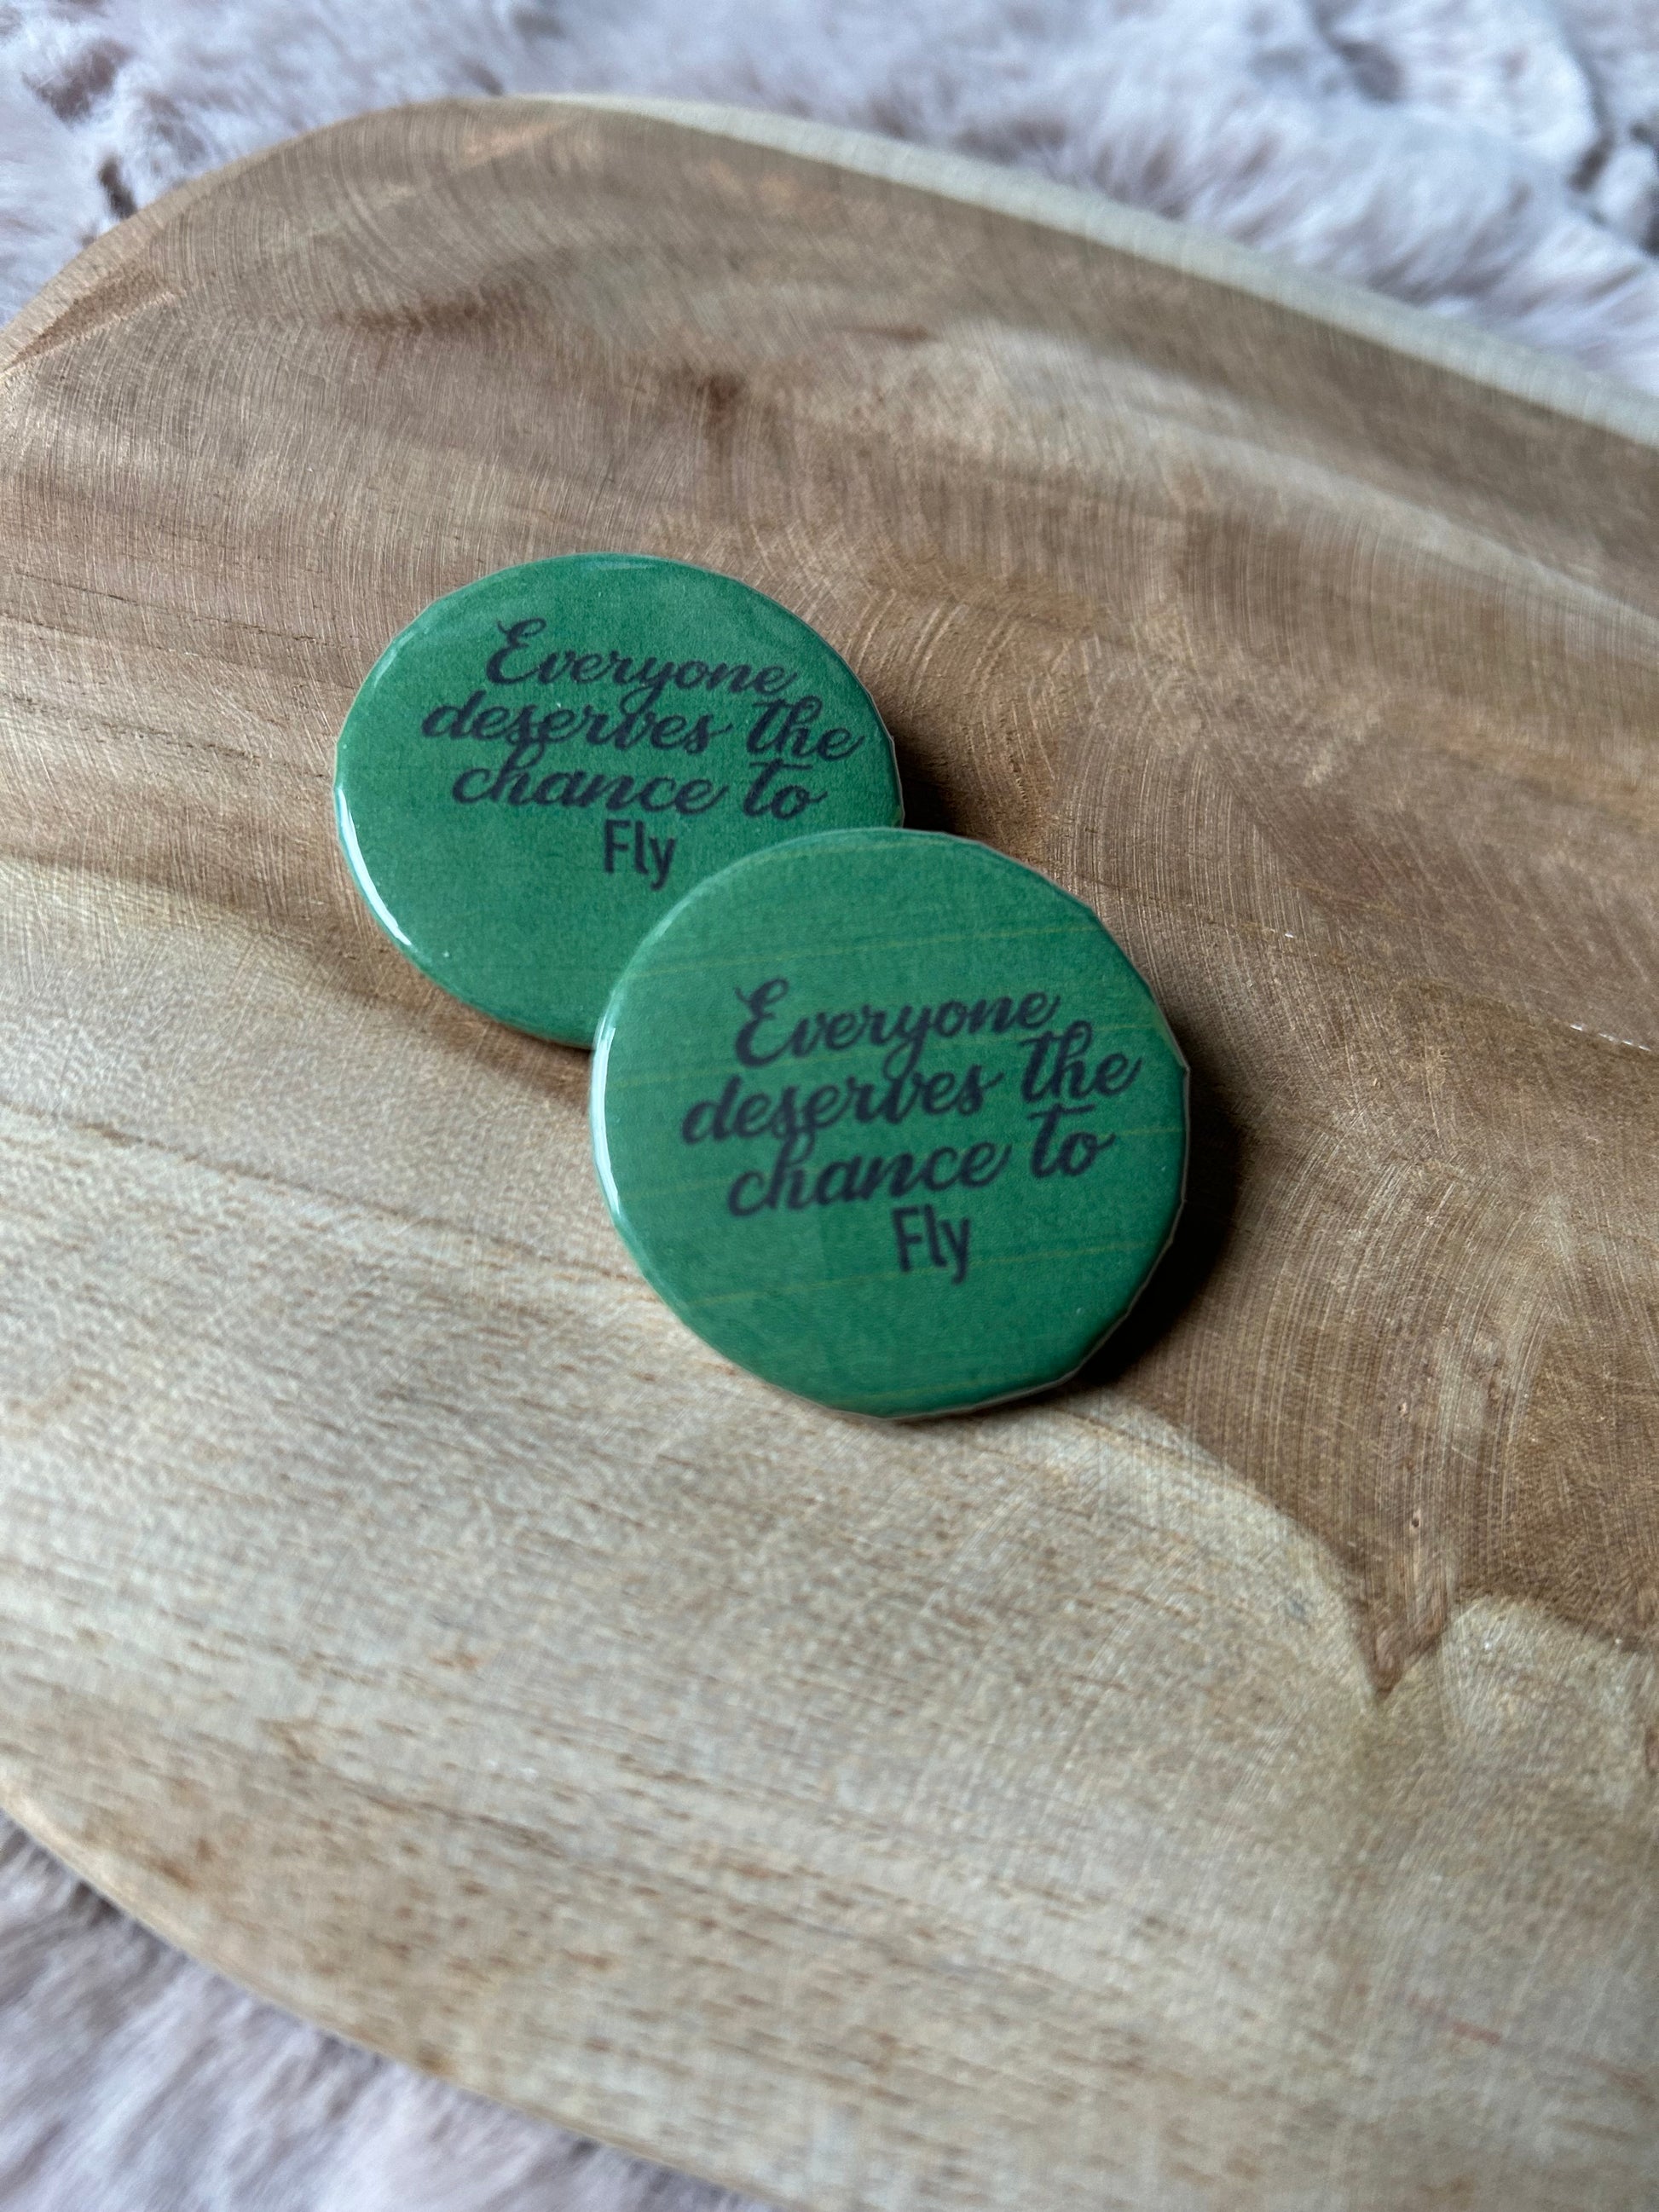 Everyone
deserves the
chance to
Fly
Everyone
deserves the
chance to
Fly